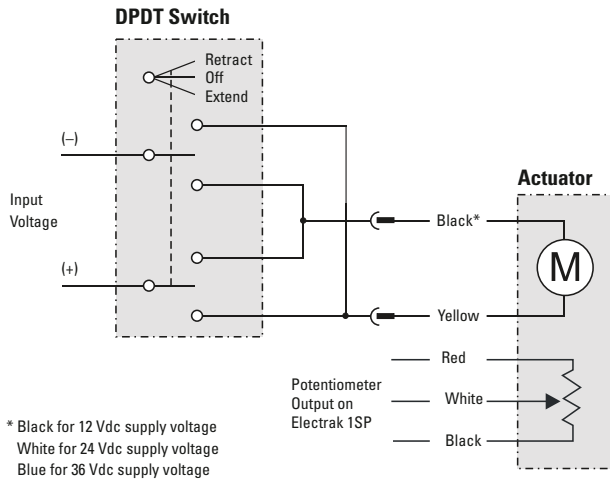 DPDT Switch
Retract
Off
Extend
(–)
Input
Voltage
(+)
Actuator
Black*
M
Yellow
Red
Potentiometer
Output on
Electrak 1SP
White
Black
* Black for 12 Vdc supply voltage
White for 24 Vdc supply voltage
Blue for 36 Vdc supply voltage